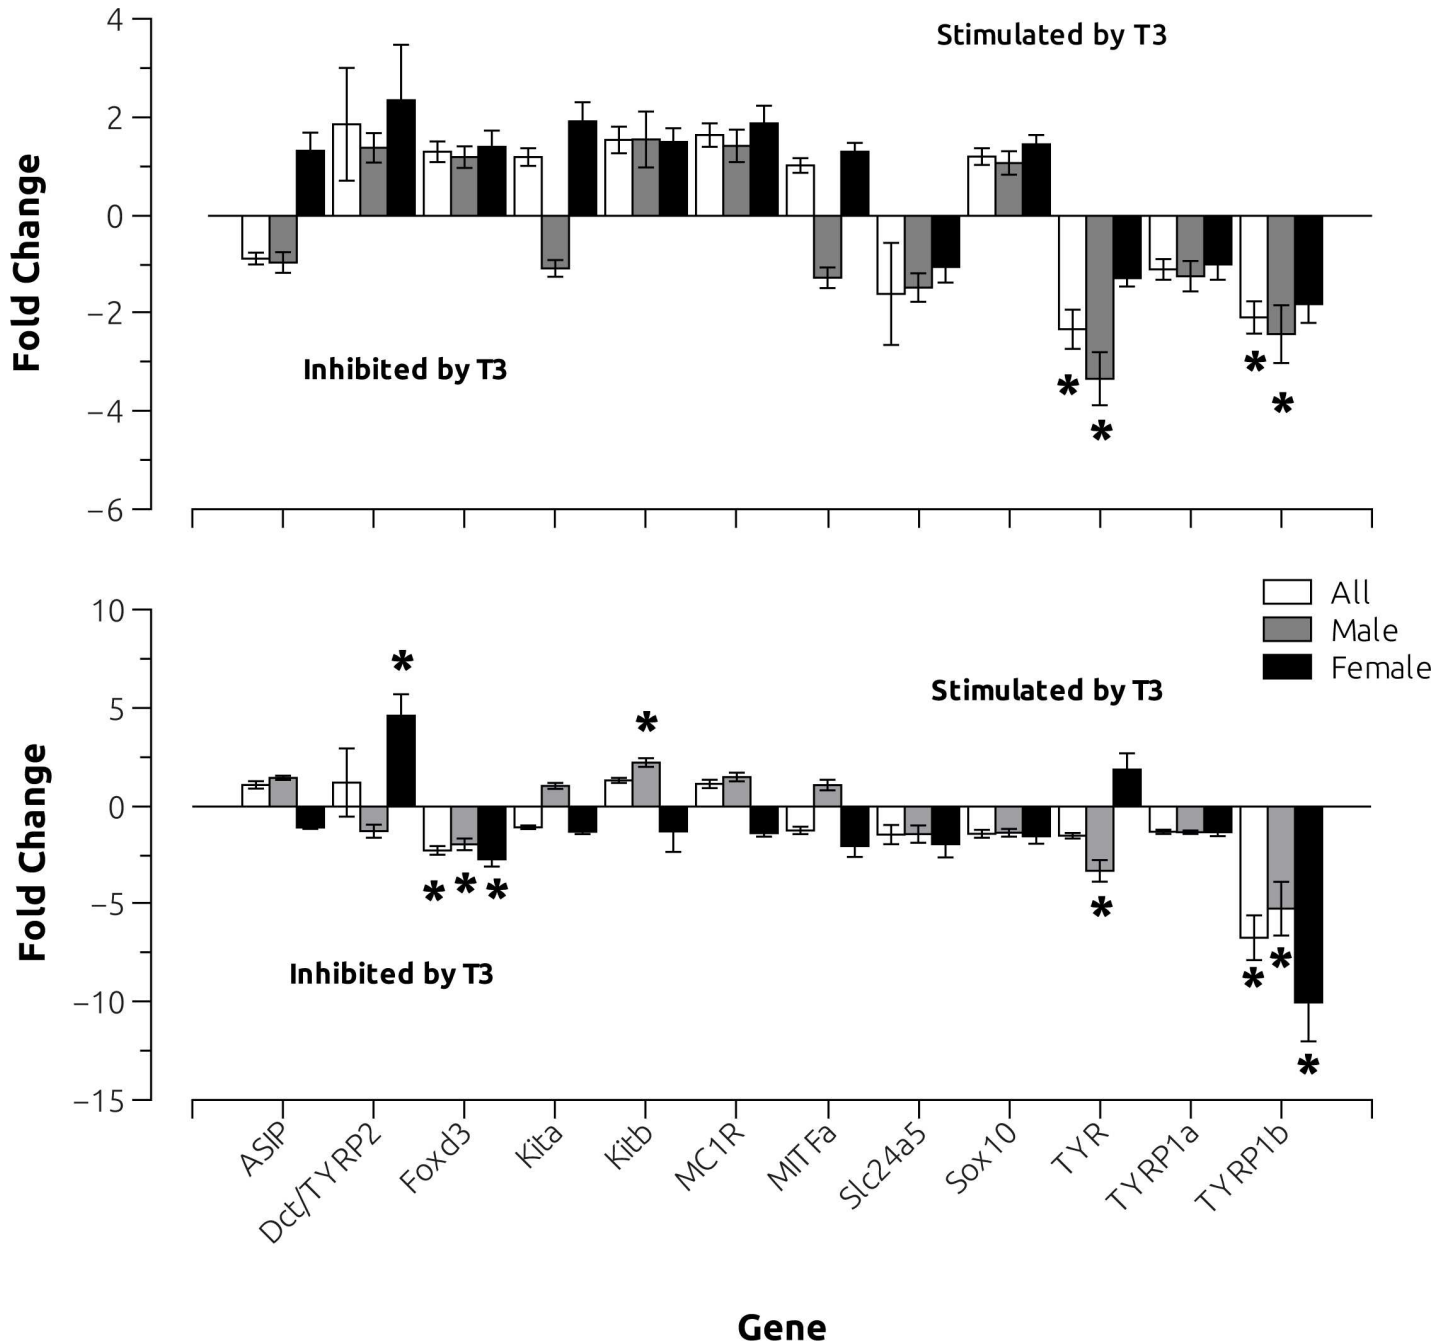 4
2
0
−2
−4
−6
Fold Change
Stimulated by T3
Inhibited by T3
*
*
*
*
10
5
0
−5
−10
−15
Fold Change
All
Male
Female
Stimulated by T3
Inhibited by T3
*
*
* * *
*
*
*
*
ASIP
Dct/TYRP2
Foxd3
Kita
Kitb
MC1R
MITFa
Slc24a5
Sox10
TYR
TYRP1a
TYRP1b
Gene